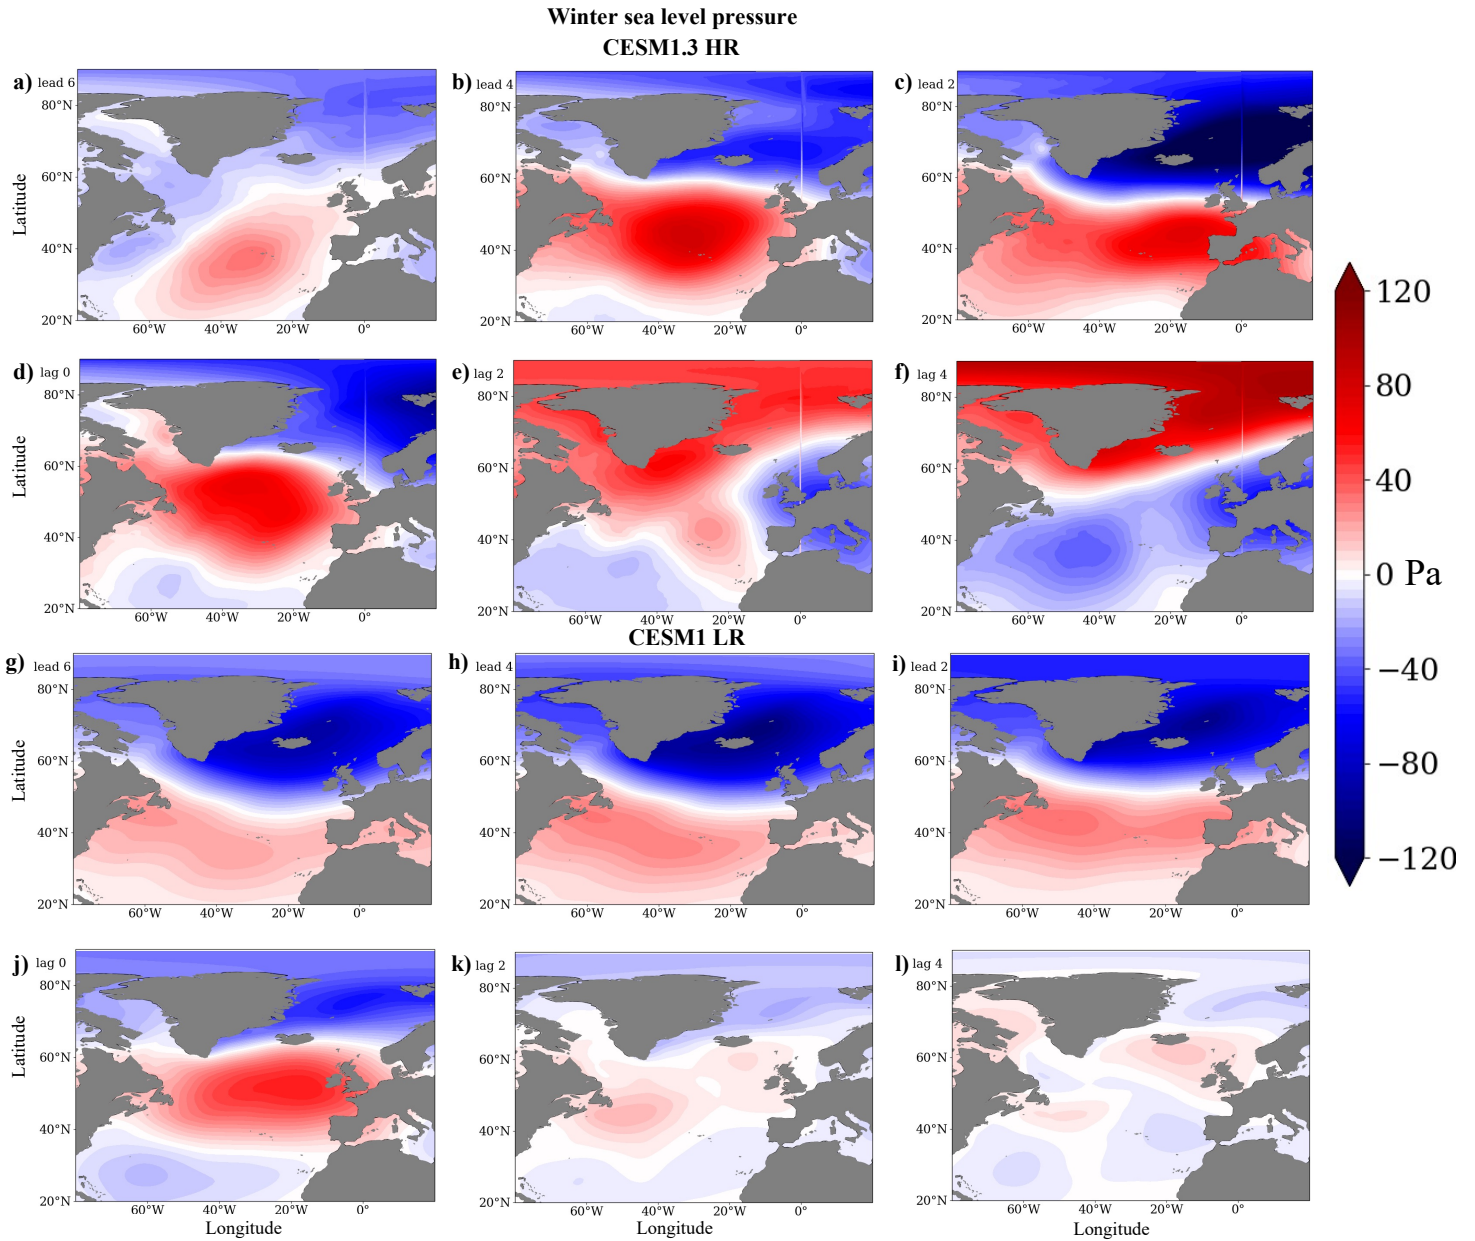 Winter sea level pressure
CESM1.3 HR
a) lead 6
b) lead 4
c) lead 2
80°N
60°N
40°N
20°N
Latitude
60°W 40°W 20°W 0°
80°N
60°N
40°N
20°N
60°W 40°W 20°W 0°
80°N
60°N
40°N
20°N
60°W 40°W 20°W 0°
d) lag 0
e) lag 2
f) lag 4
80°N
60°N
40°N
20°N
Latitude
60°W 40°W 20°W 0°
80°N
60°N
40°N
20°N
60°W 40°W 20°W 0°
80°N
60°N
40°N
20°N
60°W 40°W 20°W 0°
120
80
40
0 Pa
−40
−80
−120
CESM1 LR
g) lead 6
h) lead 4
i) lead 2
80°N
60°N
40°N
20°N
Latitude
60°W 40°W 20°W 0°
80°N
60°N
40°N
20°N
60°W 40°W 20°W 0°
80°N
60°N
40°N
20°N
60°W 40°W 20°W 0°
j) lag 0
k) lag 2
l) lag 4
80°N
60°N
40°N
20°N
Latitude
60°W 40°W 20°W 0°
Longitude
80°N
60°N
40°N
20°N
60°W 40°W 20°W 0°
Longitude
80°N
60°N
40°N
20°N
60°W 40°W 20°W 0°
Longitude